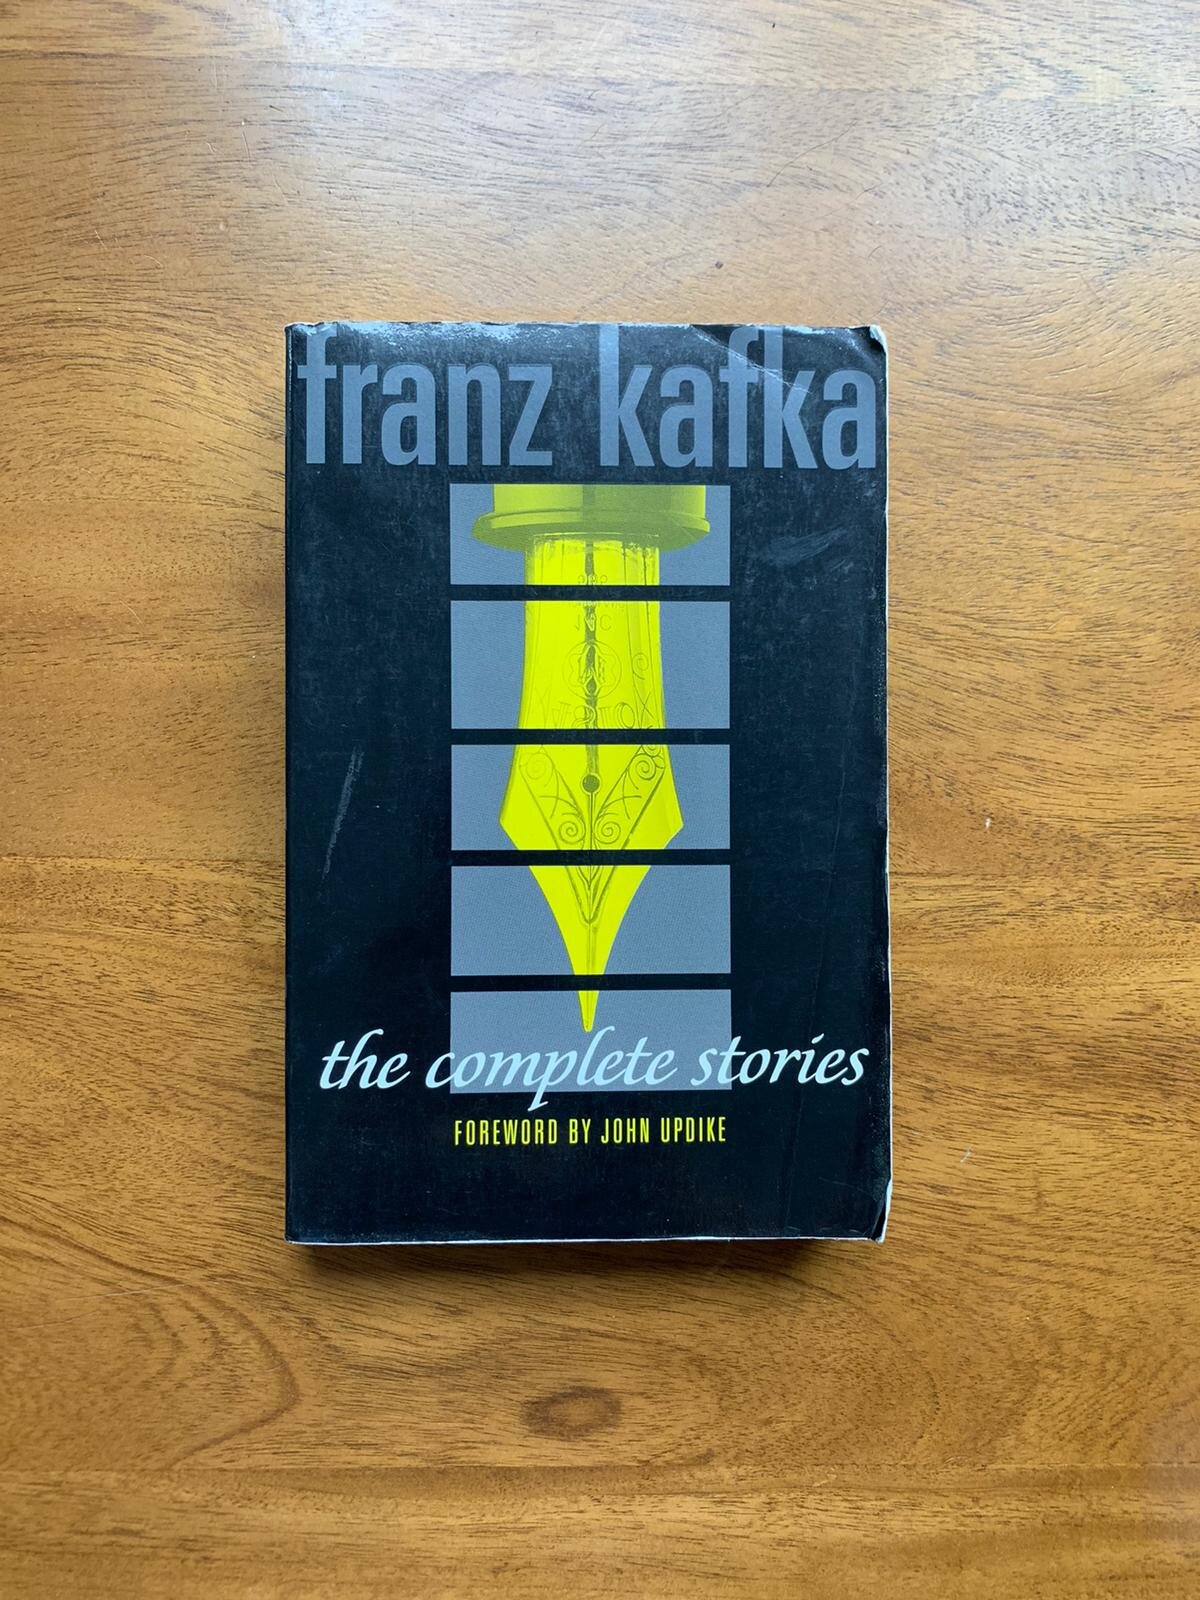 franz kafka
the complete stories
FOREWORD BY JOHN UPDIKE